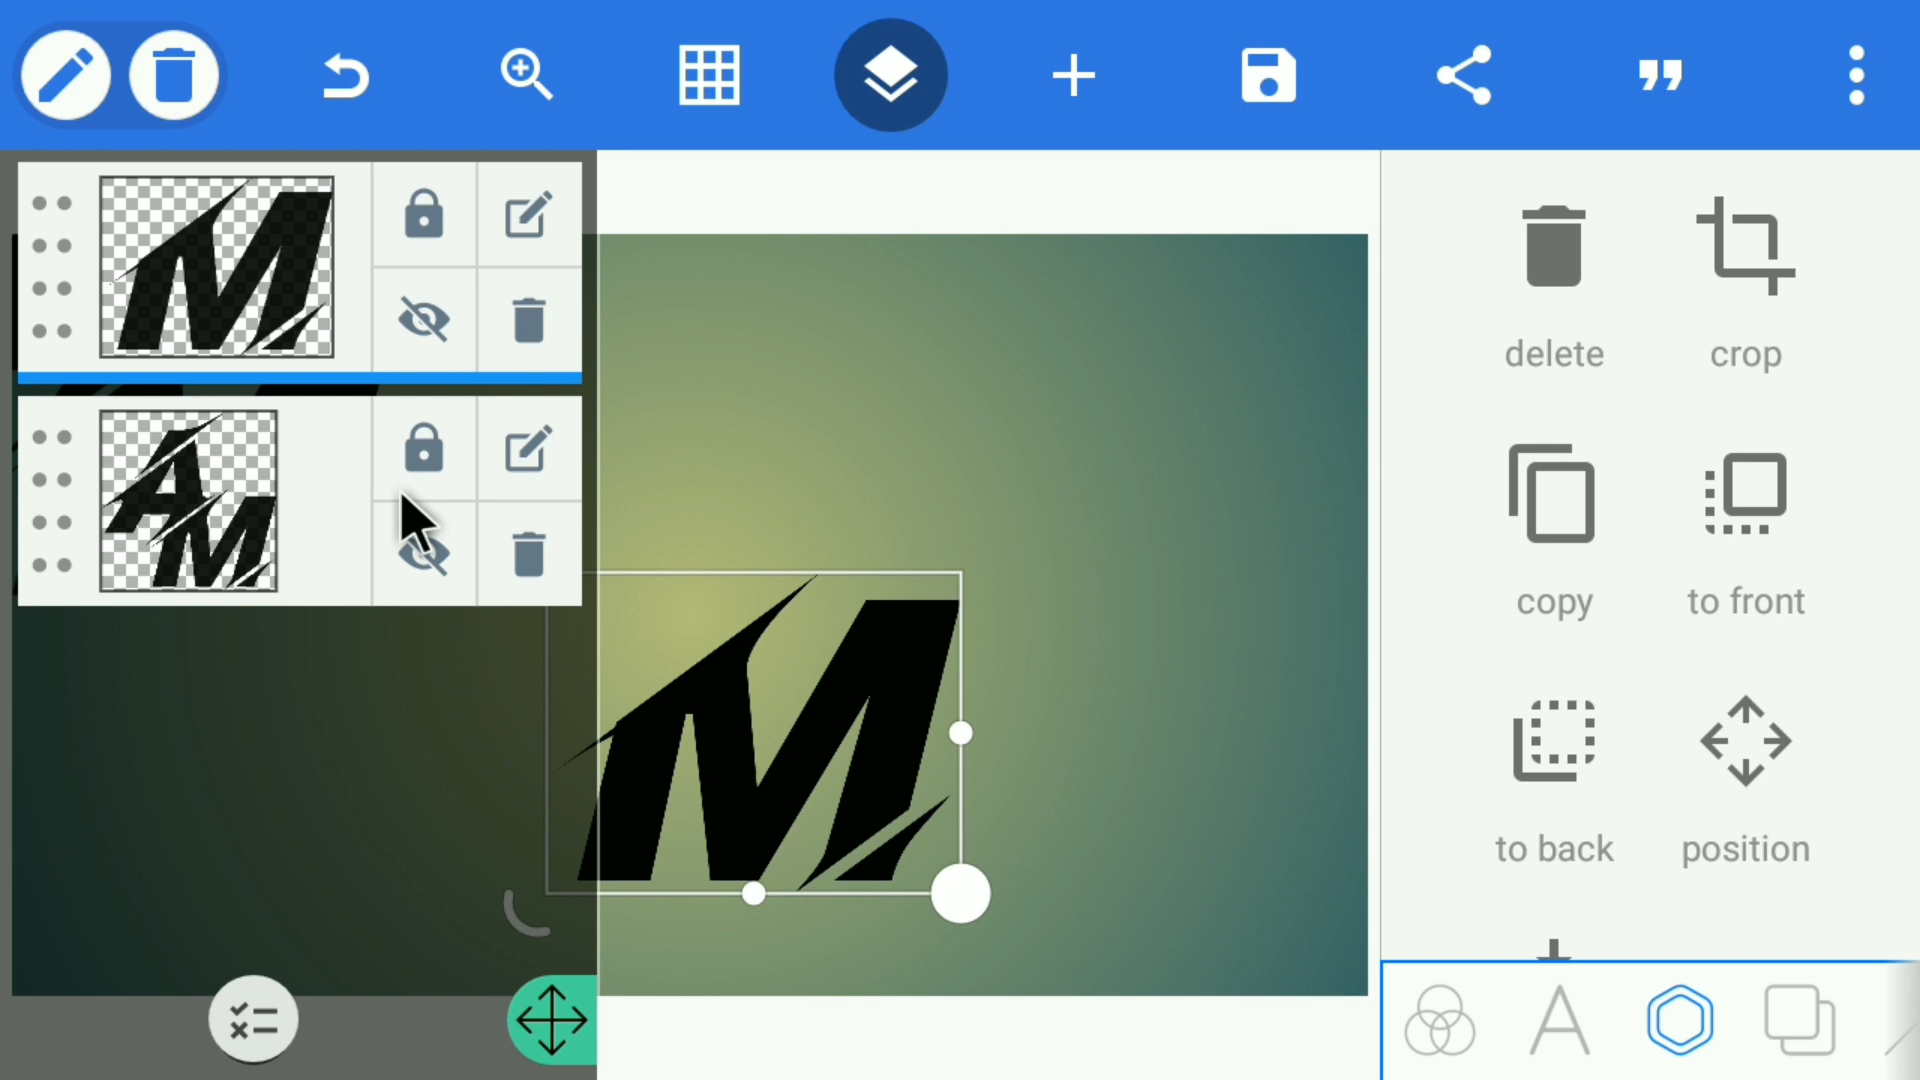 M
A
M
M
delete
crop
copy
to front
to back
position